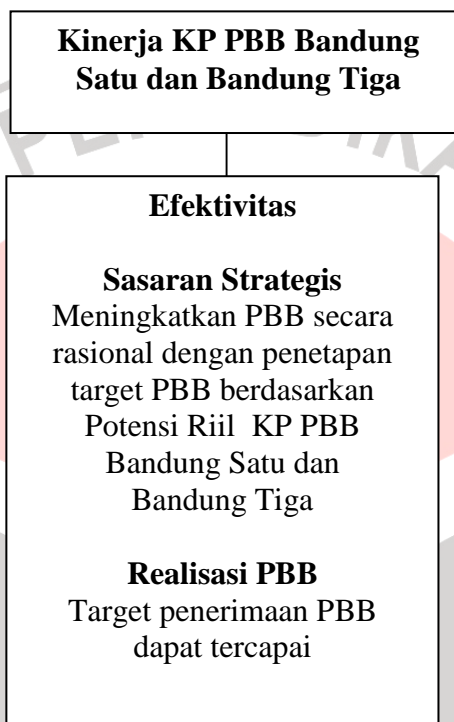 Kinerja KP PBB Bandung
Satu dan Bandung Tiga
Efektivitas
Sasaran Strategis
Meningkatkan PBB secara
rasional dengan penetapan
target PBB berdasarkan
Potensi Riil  KP PBB
Bandung Satu dan
Bandung Tiga
Realisasi PBB
Target penerimaan PBB
dapat tercapai